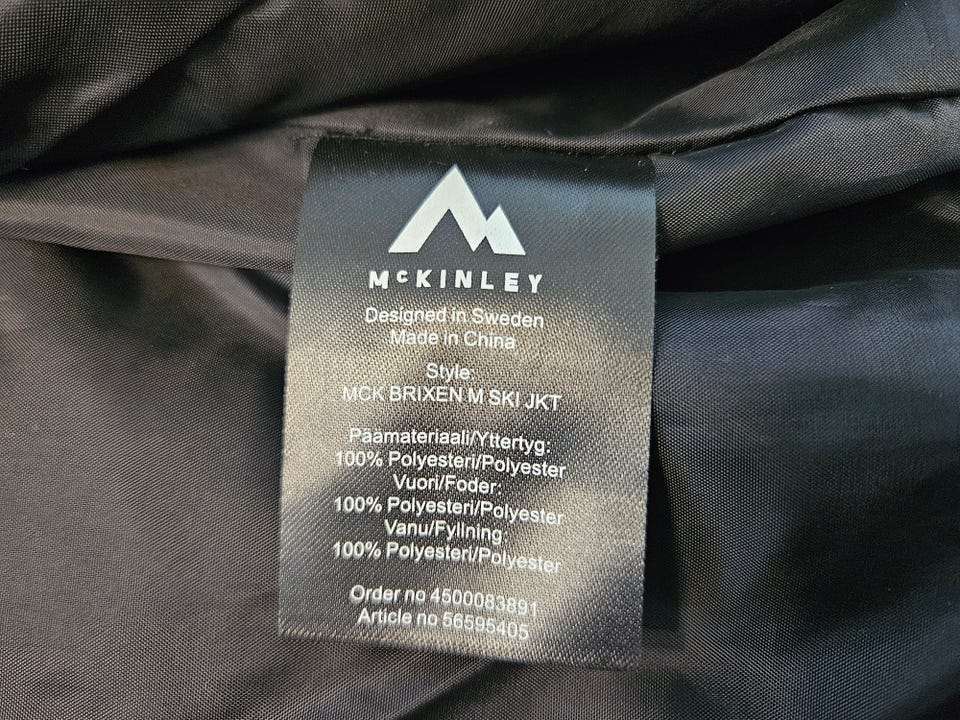 McKINLEY
Designed in Sweden
Made in China
Style:
MCK BRIXEN M SKI JKT
Päämateriaali/Yttertyg:
100% Polyesteri/Polyester
Vuori/Foder:
100% Polyesteri/Polyester
Vanu/Fyllning:
100% Polyesteri/Polyester
Order no 4500083891
Article no 56595405